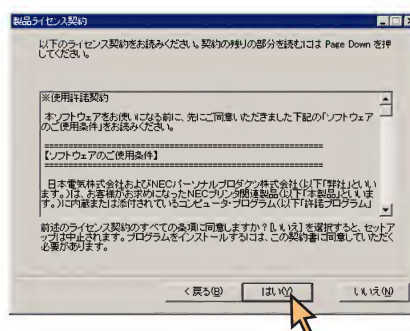 製品ライセンス契約
以下のライセンス契約をお読みください。契約の残りの部分を読むには Page Down を押
してください。
※使用許諾契約
本ソフトウェアをお使いになる前に、先にご同意いただきました下記の「ソフトウェア
のご使用条件」をお読みください。
==================================================
【ソフトウェアのご使用条件】
==================================================
日本電気株式会社およびNECパーソナルプロダクツ株式会社(以下「弊社」といい
ます。)は、お客様がお求めになったNECプリンタ関連製品(以下「本製品」といいま
す。)に内蔵または添付されているコンピュータ・プログラム(以下「許諾プログラム」
前述のライセンス契約のすべての条項に同意しますか?[いいえ]を選択すると、セットア
ップは中止されます。プログラムをインストールするには、この契約書に同意していただく
必要があります。
< 戻る(B)
はい(Y)
いいえ(N)